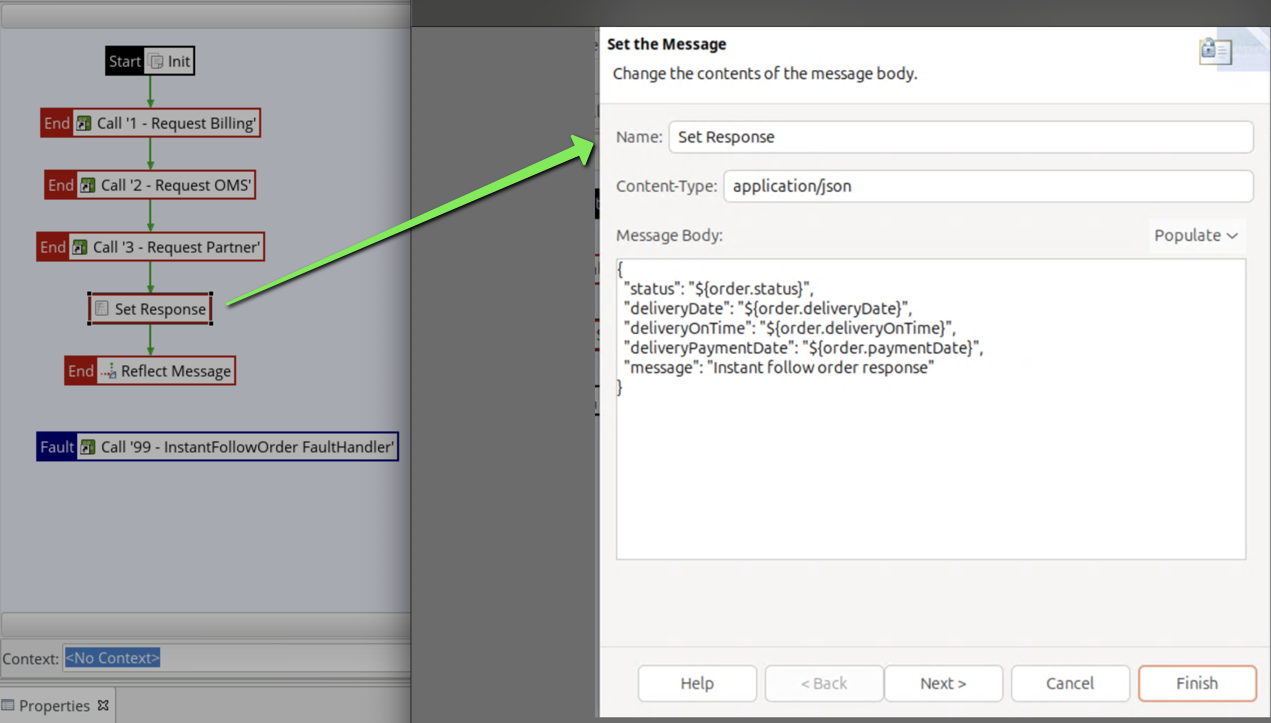 Start Init
End Call '1 - Request Billing'
End Call '2 - Request OMS'
End Call '3 - Request Partner'
Set Response
End Reflect Message
Fault Call '99 - InstantFollowOrder FaultHandler'
Context: <No Context>
Properties
Set the Message
Change the contents of the message body.
Name: Set Response
Content-Type: application/json
Message Body: Populate
{
"status": "${order.status}",
"deliveryDate": "${order.deliveryDate}",
"deliveryOnTime": "${order.deliveryOnTime}",
"deliveryPaymentDate": "${order.paymentDate}",
"message": "Instant follow order response"
}
Help < Back Next > Cancel Finish